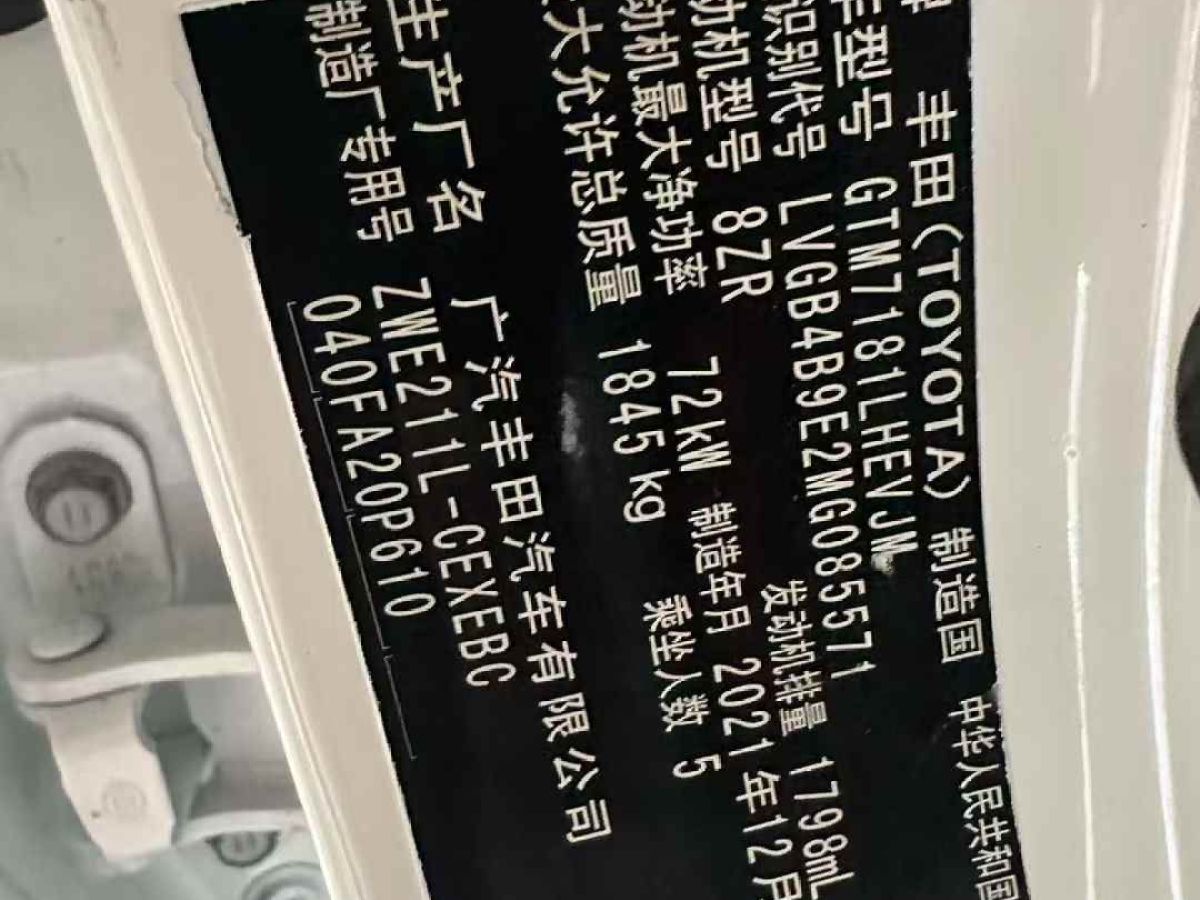 牌 丰田(TOYOTA) 制造国 中华人民共和国
车型号 GTM7181LHEVJM
识别代号 LVGB4B9E2MG085571
动机型号 8ZR 发动机排量 1798mL
动机最大净功率 72kW 制造年月 2021年12月
大允许总质量 1845kg 乘坐人数 5
生产厂名 广汽丰田汽车有限公司
制造厂专用号 ZWE211L-CEXEBC
040FA20P610